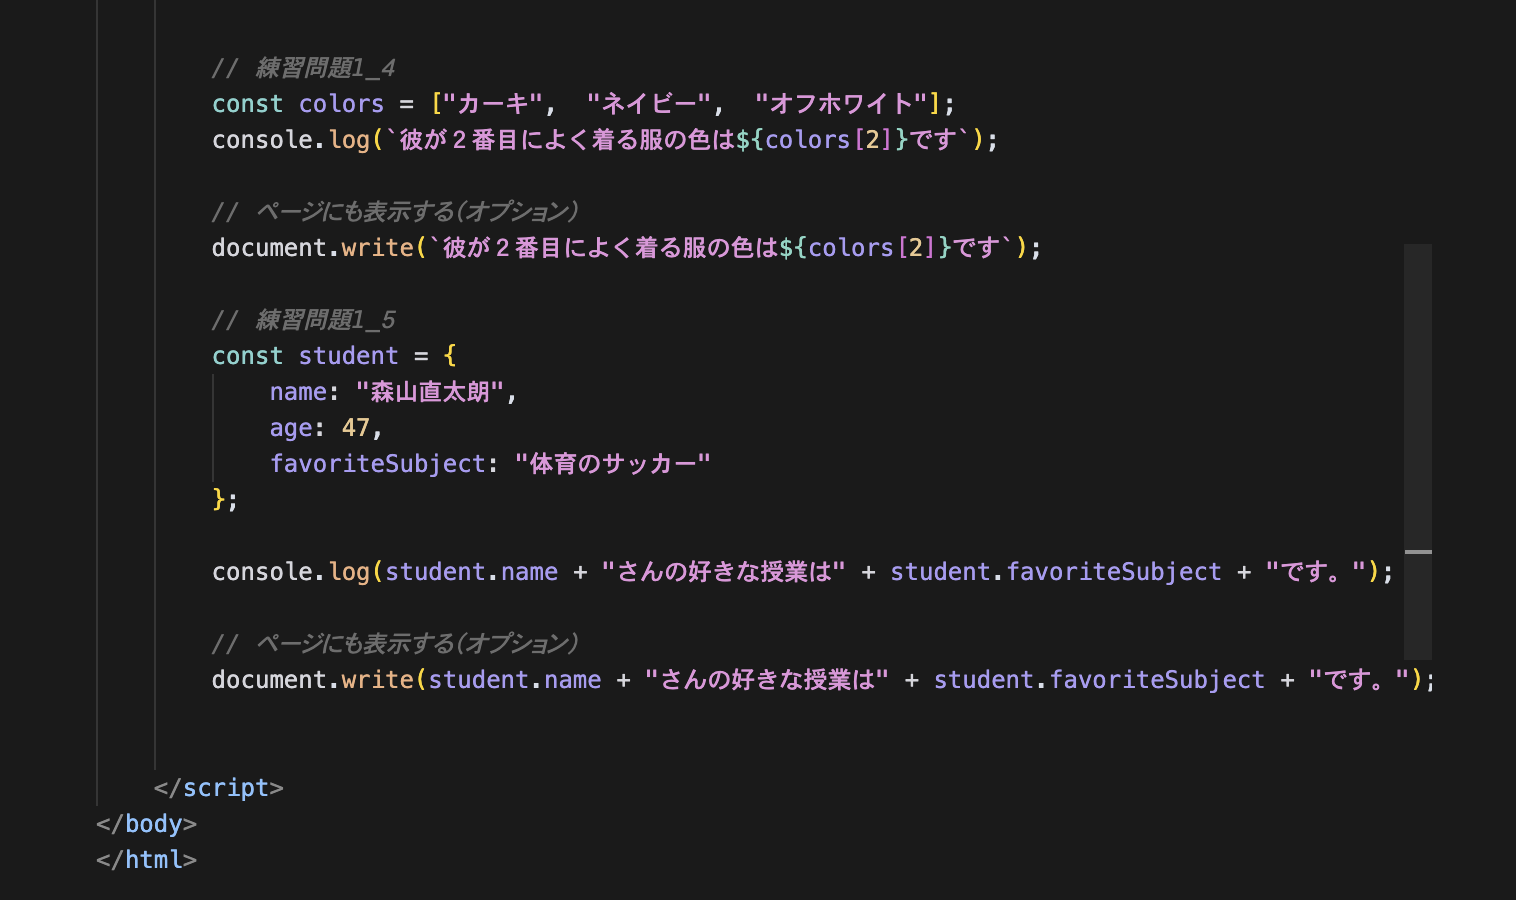 // 練習問題1_4
const colors = ["カーキ",  "ネイビー",  "オフホワイト"];
console.log(`彼が２番目によく着る服の色は${colors[2]}です`);
// ページにも表示する(オプション)
document.write(`彼が２番目によく着る服の色は${colors[2]}です`);
// 練習問題1_5
const student = {
name: "森山直太朗",
age: 47,
favoriteSubject: "体育のサッカー"
};
console.log(student.name + "さんの好きな授業は" + student.favoriteSubject + "です。");
// ページにも表示する(オプション)
document.write(student.name + "さんの好きな授業は" + student.favoriteSubject + "です。");
</script>
</body>
</html>